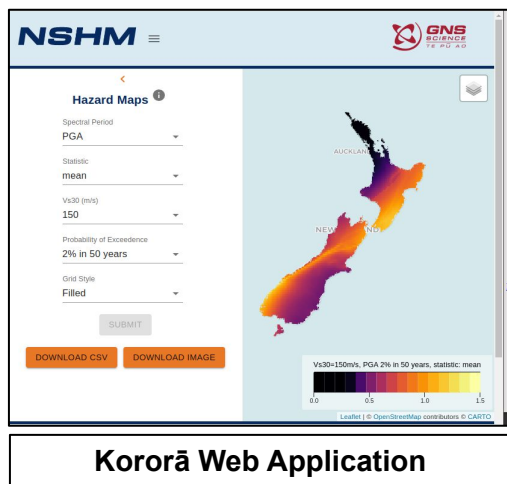 NSHM
GNS
SCIENCE
TE PŪ AO
Hazard Maps
Spectral Period
PGA
Statistic
mean
Vs30 (m/s)
150
Probability of Exceedence
2% in 50 years
Grid Style
Filled
SUBMIT
DOWNLOAD CSV
DOWNLOAD IMAGE
AUCKLAND
NEW ZEALAND
Vs30=150m/s, PGA 2% in 50 years, statistic: mean
0.0 0.5 1.0 1.5
Leaflet | © OpenStreetMap contributors © CARTO
Kororā Web Application